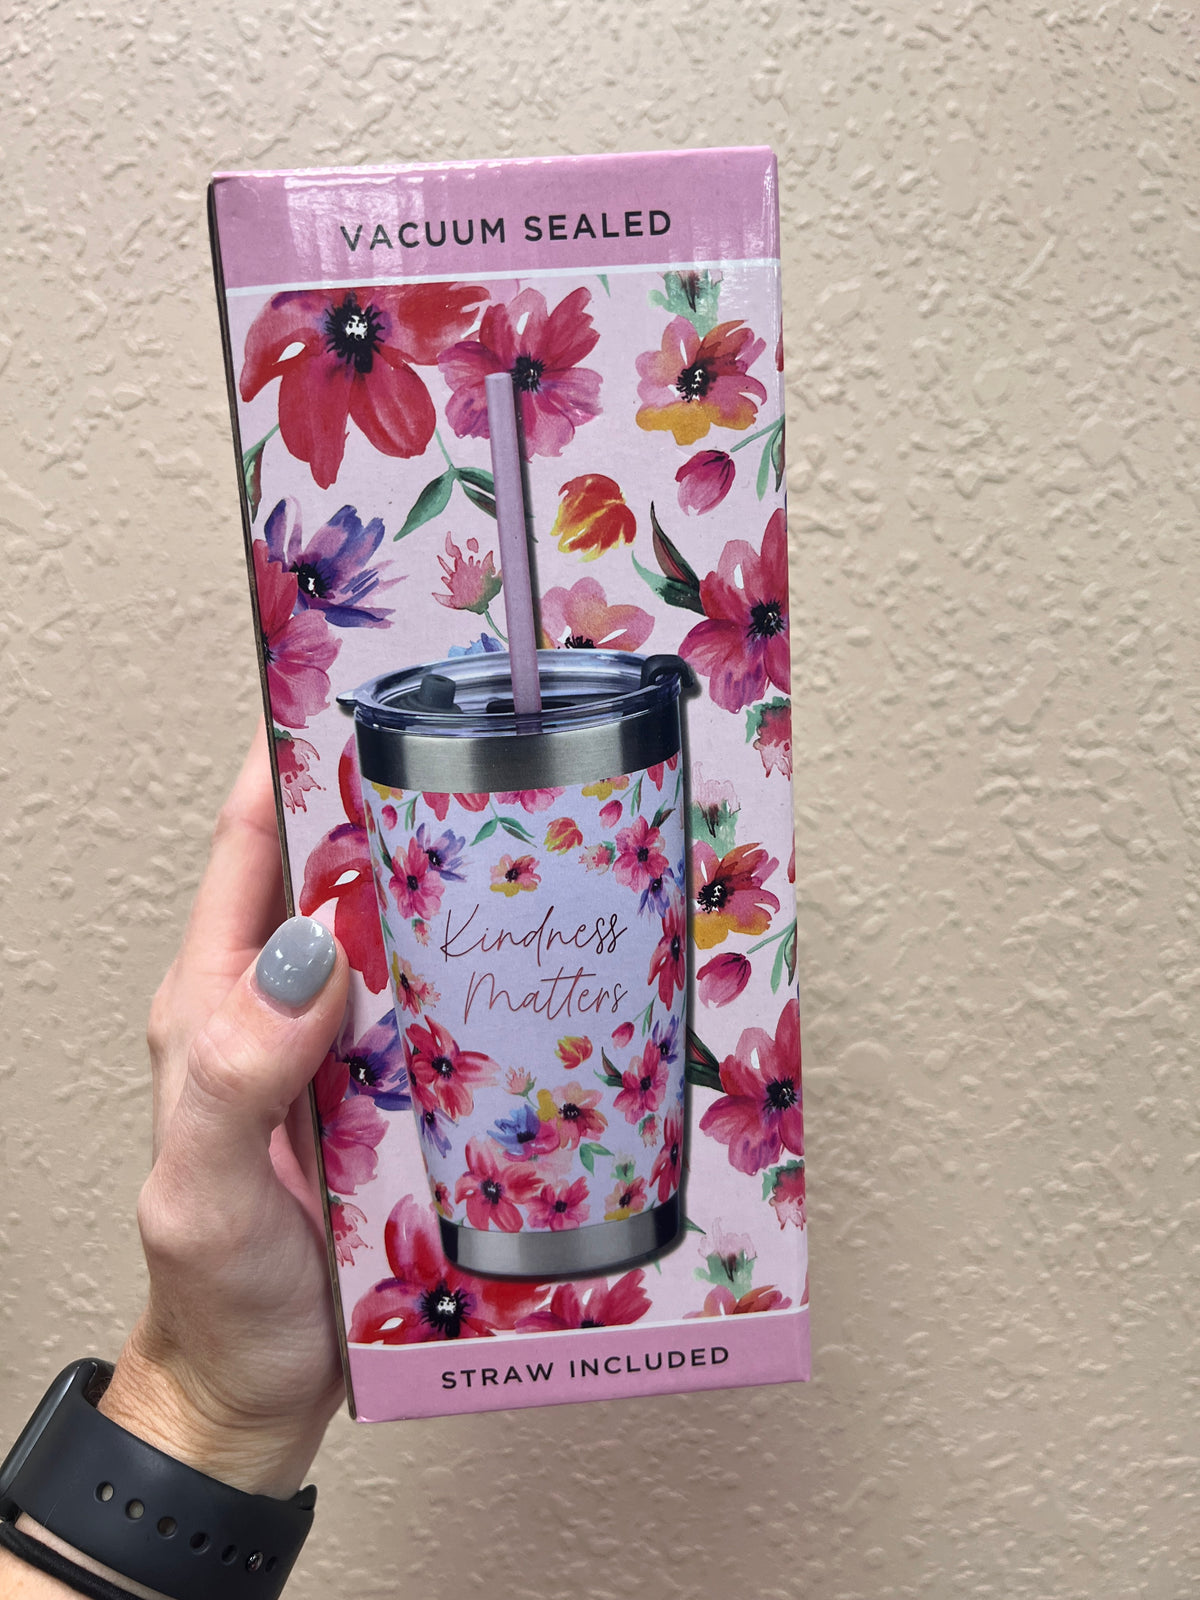 VACUUM SEALED
Kindness
Matters
STRAW INCLUDED